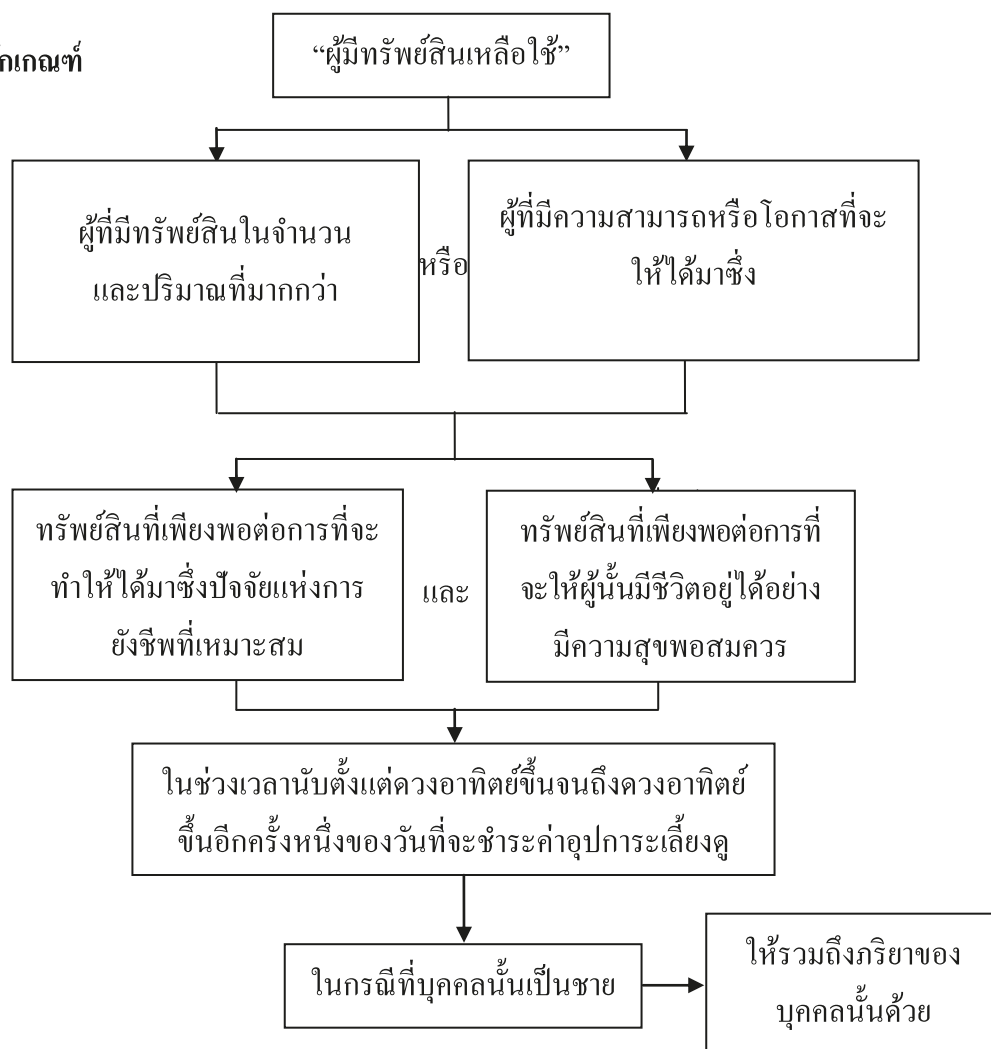 “ผู้มีทรัพย์สินเหลือใช้”
ผู้ที่มีทรัพย์สินในจำนวน
และปริมาณที่มากกว่า
หรือ
ผู้ที่มีความสามารถหรือโอกาสที่จะ
ให้ได้มาซึ่ง
ทรัพย์สินที่เพียงพอต่อการที่จะ
ทำให้ได้มาซึ่งปัจจัยแห่งการ
ยังชีพที่เหมาะสม
และ
ทรัพย์สินที่เพียงพอต่อการที่
จะให้ผู้นั้นมีชีวิตอยู่ได้อย่าง
มีความสุขพอสมควร
ในช่วงเวลานับตั้งแต่ดวงอาทิตย์ขึ้นจนถึงดวงอาทิตย์
ขึ้นอีกครั้งหนึ่งของวันที่จะชำระค่าอุปการะเลี้ยงดู
ในกรณีที่บุคคลนั้นเป็นชาย
ให้รวมถึงภริยาของ
บุคคลนั้นด้วย